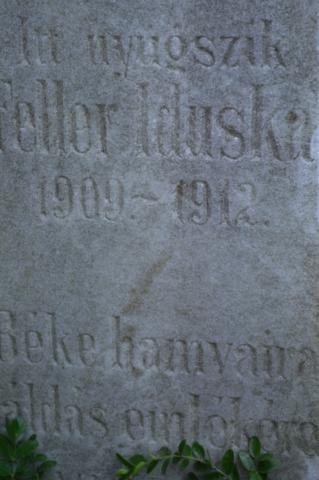 Itt nyugszik
Feller Iduska
1909.–1912.
Béke hamvaira
áldás emlékére